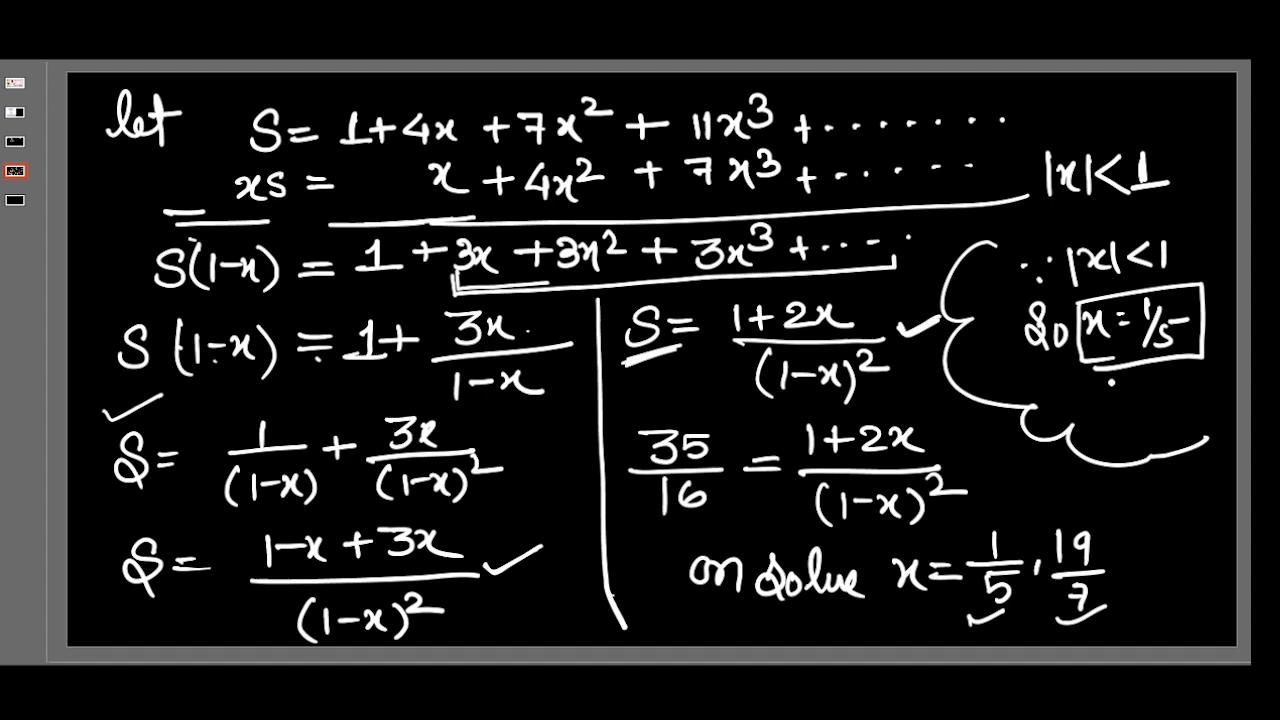 let S = 1 + 4x + 7x² + 11x³ + .......
xS = x + 4x² + 7x³ + ......
|x| < 1
S(1-x) = 1 + 3x + 3x² + 3x³ + ....
S(1-x) = 1 + 3x/(1-x)
S = 1/(1-x) + 3x/(1-x)²
S = (1-x+3x)/(1-x)² ✓
S = (1+2x)/(1-x)² ✓
35/16 = (1+2x)/(1-x)²
on solve x = 1/5, 19/7
∵ |x| < 1
So x = 1/5